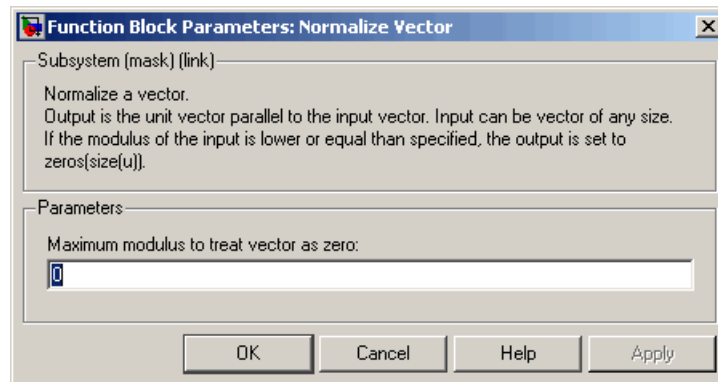 Function Block Parameters: Normalize Vector
Subsystem (mask) (link)
Normalize a vector.
Output is the unit vector parallel to the input vector. Input can be vector of any size.
If the modulus of the input is lower or equal than specified, the output is set to
zeros(size(u)).
Parameters
Maximum modulus to treat vector as zero:
0
OK
Cancel
Help
Apply